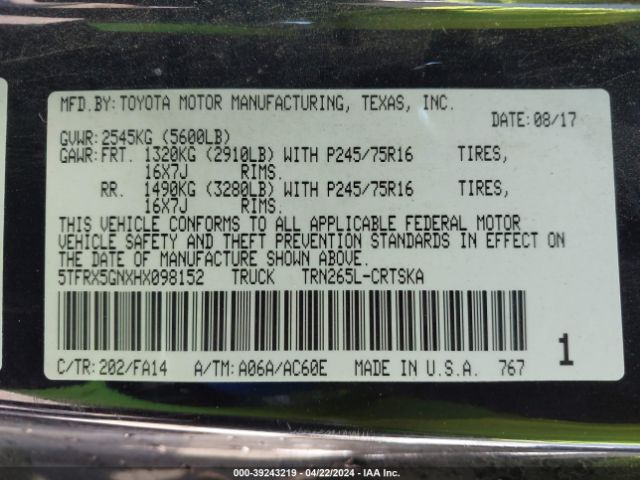 MFD.BY:TOYOTA MOTOR MANUFACTURING, TEXAS, INC.
DATE:08/17
GVWR:2545KG (5600LB)
GAWR:FRT. 1320KG (2910LB) WITH P245/75R16 TIRES,
16X7J RIMS.
RR. 1490KG (3280LB) WITH P245/75R16 TIRES,
16X7J RIMS.
THIS VEHICLE CONFORMS TO ALL APPLICABLE FEDERAL MOTOR
VEHICLE SAFETY AND THEFT PREVENTION STANDARDS IN EFFECT ON
THE DATE OF MANUFACTURE SHOWN ABOVE.
5TFRX5GNXHX098152 TRUCK TRN265L-CRTSKA
C/TR:202/FA14 A/TM:A06A/AC60E MADE IN U.S.A. 767
1
000-39243219 - 04/22/2024 - IAA Inc.